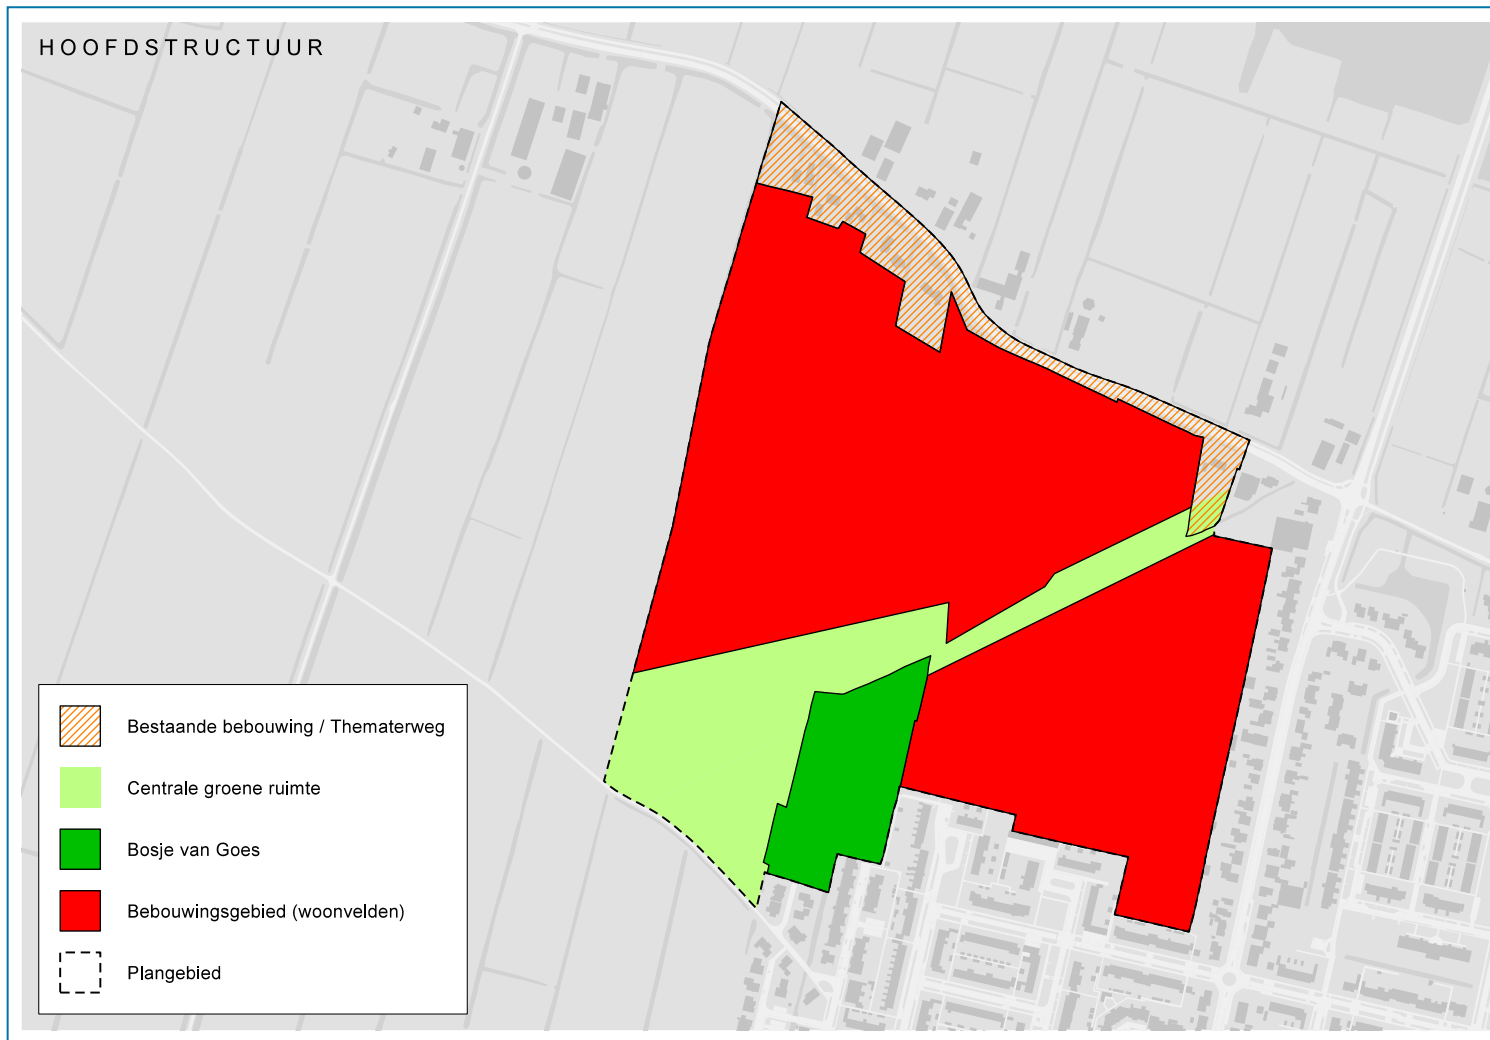 HOOFDSTRUCTUUR
Bestaande bebouwing / Thematerweg
Centrale groene ruimte
Bosje van Goes
Bebouwingsgebied (woonvelden)
Plangebied